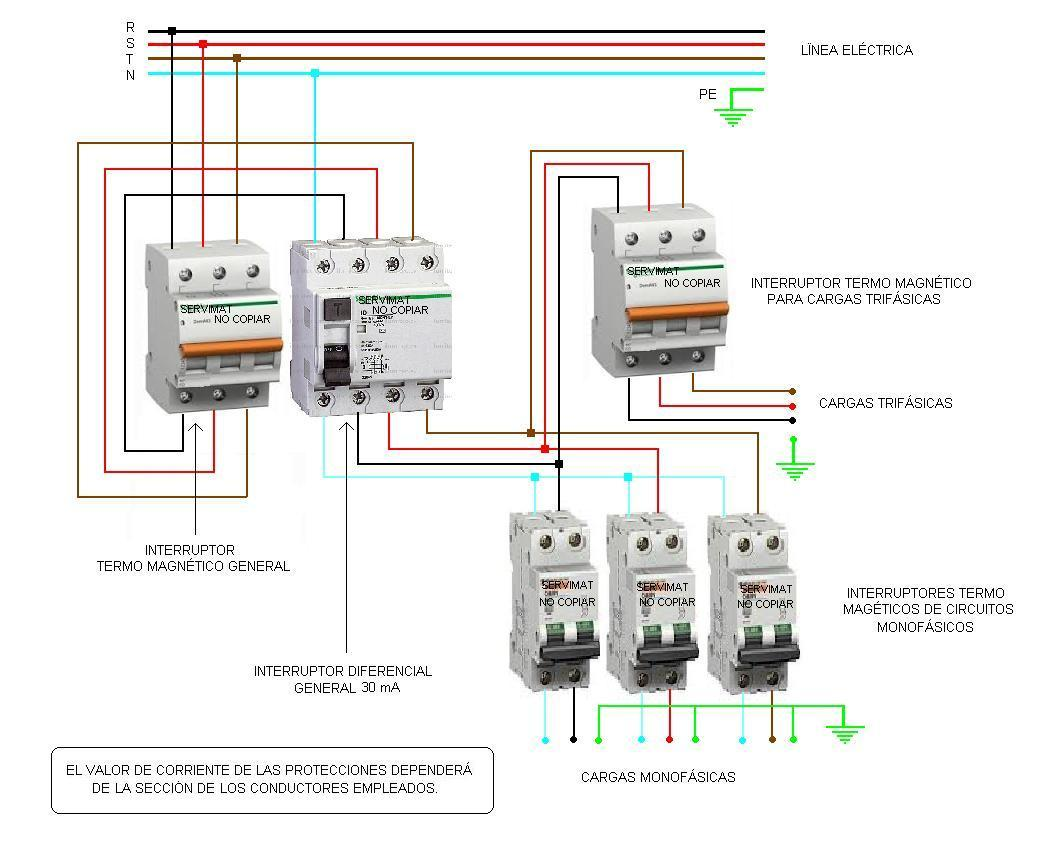 R
S
T
N
LÏNEA ELÉCTRICA
PE
SERVIMAT
NO COPIAR
SERVIMAT
NO COPIAR
SERVIMAT
NO COPIAR
INTERRUPTOR TERMO MAGNÉTICO
PARA CARGAS TRIFÁSICAS
CARGAS TRIFÁSICAS
INTERRUPTOR
TERMO MAGNÉTICO GENERAL
INTERRUPTOR DIFERENCIAL
GENERAL 30 mA
SERVIMAT
NO COPIAR
SERVIMAT
NO COPIAR
SERVIMAT
NO COPIAR
INTERRUPTORES TERMO
MAGÉTICOS DE CIRCUITOS
MONOFÁSICOS
EL VALOR DE CORRIENTE DE LAS PROTECCIONES DEPENDERÁ
DE LA SECCIÓN DE LOS CONDUCTORES EMPLEADOS.
CARGAS MONOFÁSICAS